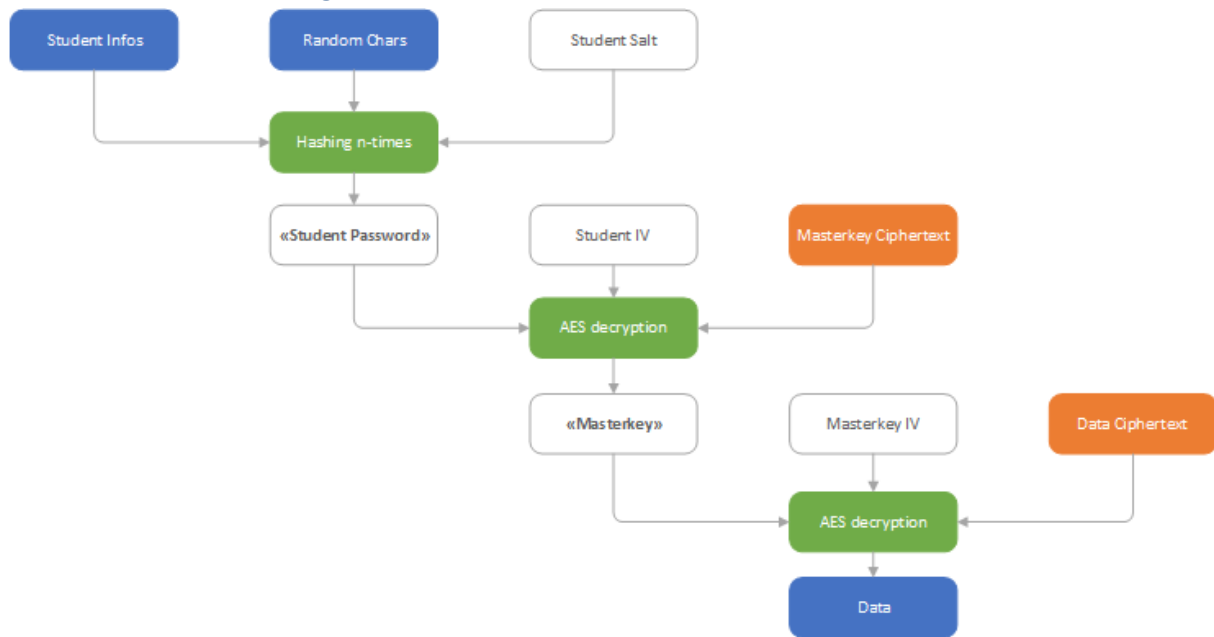 Student Infos
Random Chars
Student Salt
Hashing n-times
«Student Password»
Student IV
Masterkey Ciphertext
AES decryption
«Masterkey»
Masterkey IV
Data Ciphertext
AES decryption
Data